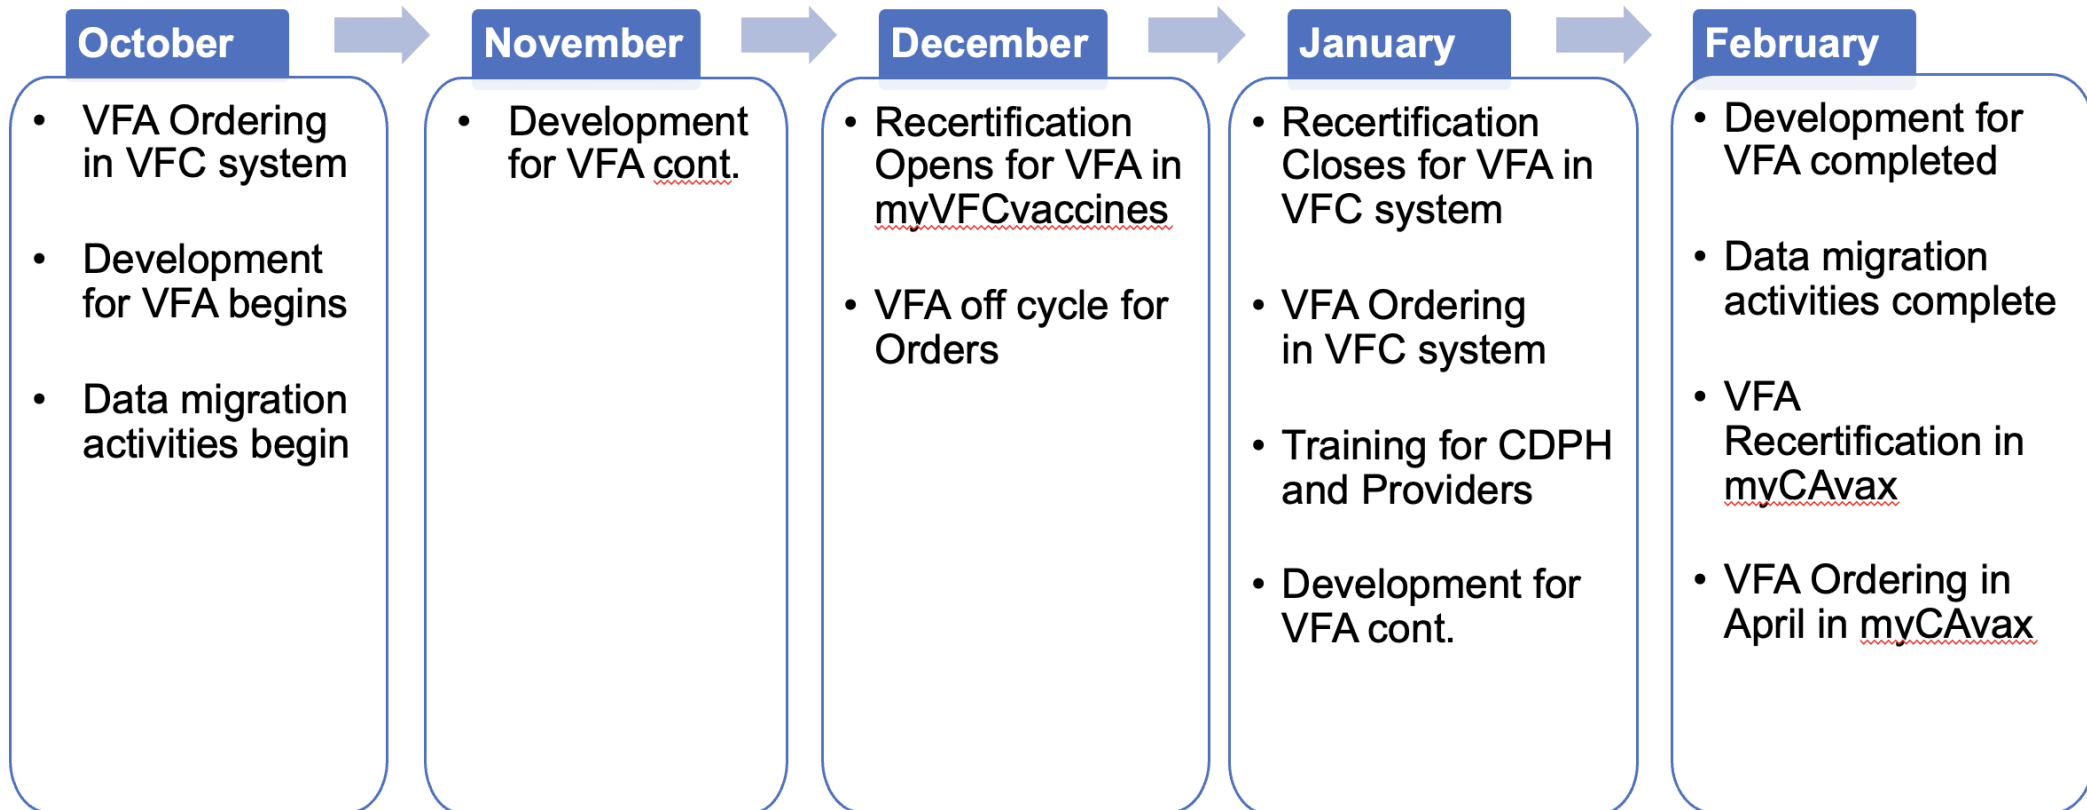 October
• VFA Ordering
in VFC system
• Development
for VFA begins
• Data migration
activities begin
November
• Development
for VFA cont.
December
• Recertification
Opens for VFA in
myVFCvaccines
• VFA off cycle for
Orders
January
• Recertification
Closes for VFA in
VFC system
• VFA Ordering
in VFC system
• Training for CDPH
and Providers
• Development for
VFA cont.
February
• Development for
VFA completed
• Data migration
activities complete
• VFA
Recertification in
myCAvax
• VFA Ordering in
April in myCAvax